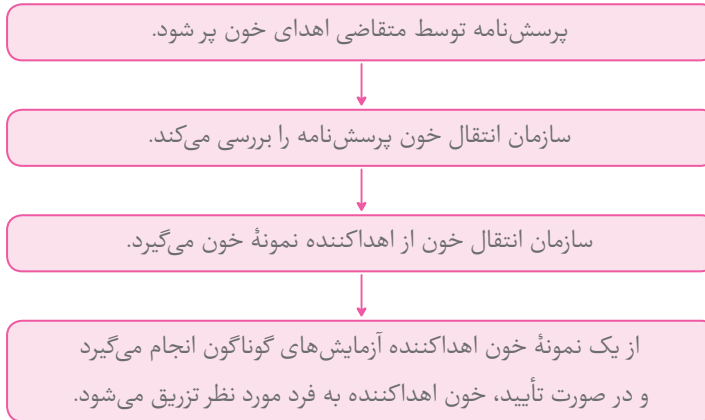 پرسش‌نامه توسط متقاضی اهدای خون پر شود.
سازمان انتقال خون پرسش‌نامه را بررسی می‌کند.
سازمان انتقال خون از اهداکننده نمونهٔ خون می‌گیرد.
از یک نمونهٔ خون اهداکننده آزمایش‌های گوناگون انجام می‌گیرد
و در صورت تأیید، خون اهداکننده به فرد مورد نظر تزریق می‌شود.